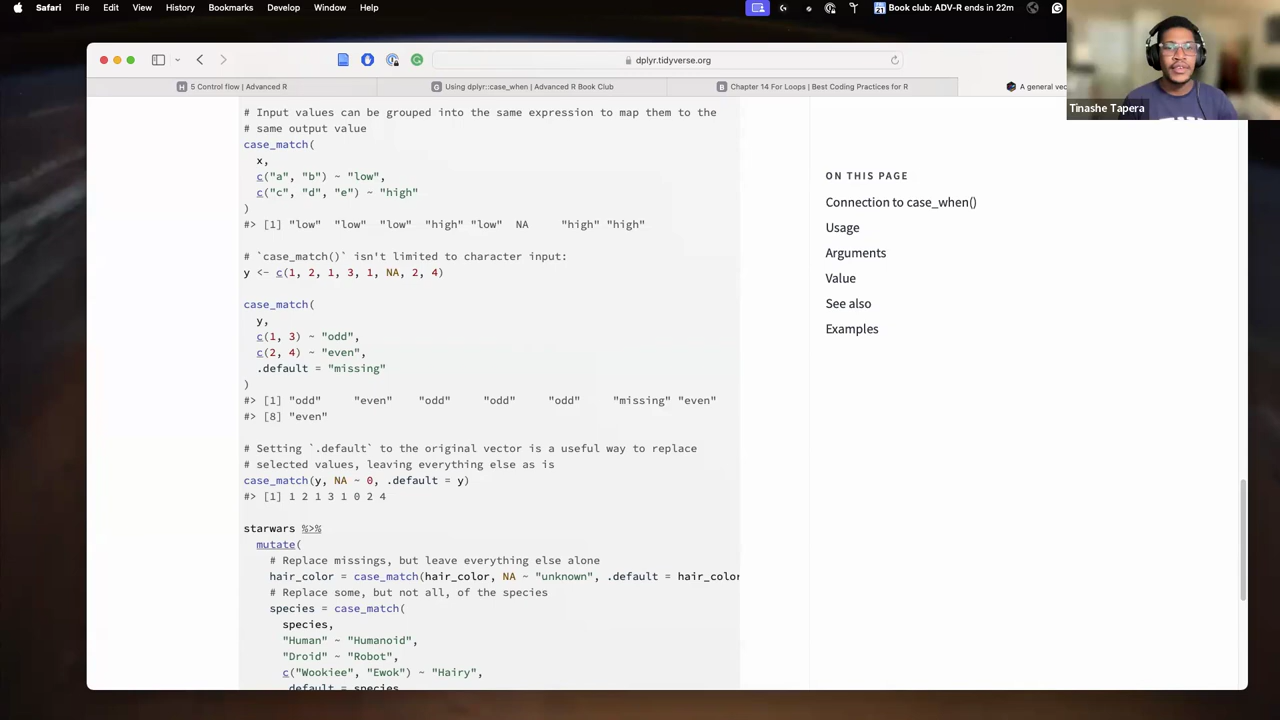 Safari File Edit View History Bookmarks Develop Window Help
Book club: ADV-R ends in 22m
dplyr.tidyverse.org
5 Control flow | Advanced R
Using dplyr::case_when | Advanced R Book Club
Chapter 14 For Loops | Best Coding Practices for R
A general vec
Tinashe Tapera
# Input values can be grouped into the same expression to map them to the
# same output value
case_match(
x,
c("a", "b") ~ "low",
c("c", "d", "e") ~ "high"
)
#> [1] "low"  "low"  "low"  "high" "low"  NA     "high" "high"
# `case_match()` isn't limited to character input:
y <- c(1, 2, 1, 3, 1, NA, 2, 4)
case_match(
y,
c(1, 3) ~ "odd",
c(2, 4) ~ "even",
.default = "missing"
)
#> [1] "odd"     "even"    "odd"     "odd"     "odd"     "missing" "even"
#> [8] "even"
# Setting `.default` to the original vector is a useful way to replace
# selected values, leaving everything else as is
case_match(y, NA ~ 0, .default = y)
#> [1] 1 2 1 3 1 0 2 4
starwars %>%
mutate(
# Replace missings, but leave everything else alone
hair_color = case_match(hair_color, NA ~ "unknown", .default = hair_color
# Replace some, but not all, of the species
species = case_match(
species,
"Human" ~ "Humanoid",
"Droid" ~ "Robot",
c("Wookiee", "Ewok") ~ "Hairy",
.default = species
ON THIS PAGE
Connection to case_when()
Usage
Arguments
Value
See also
Examples